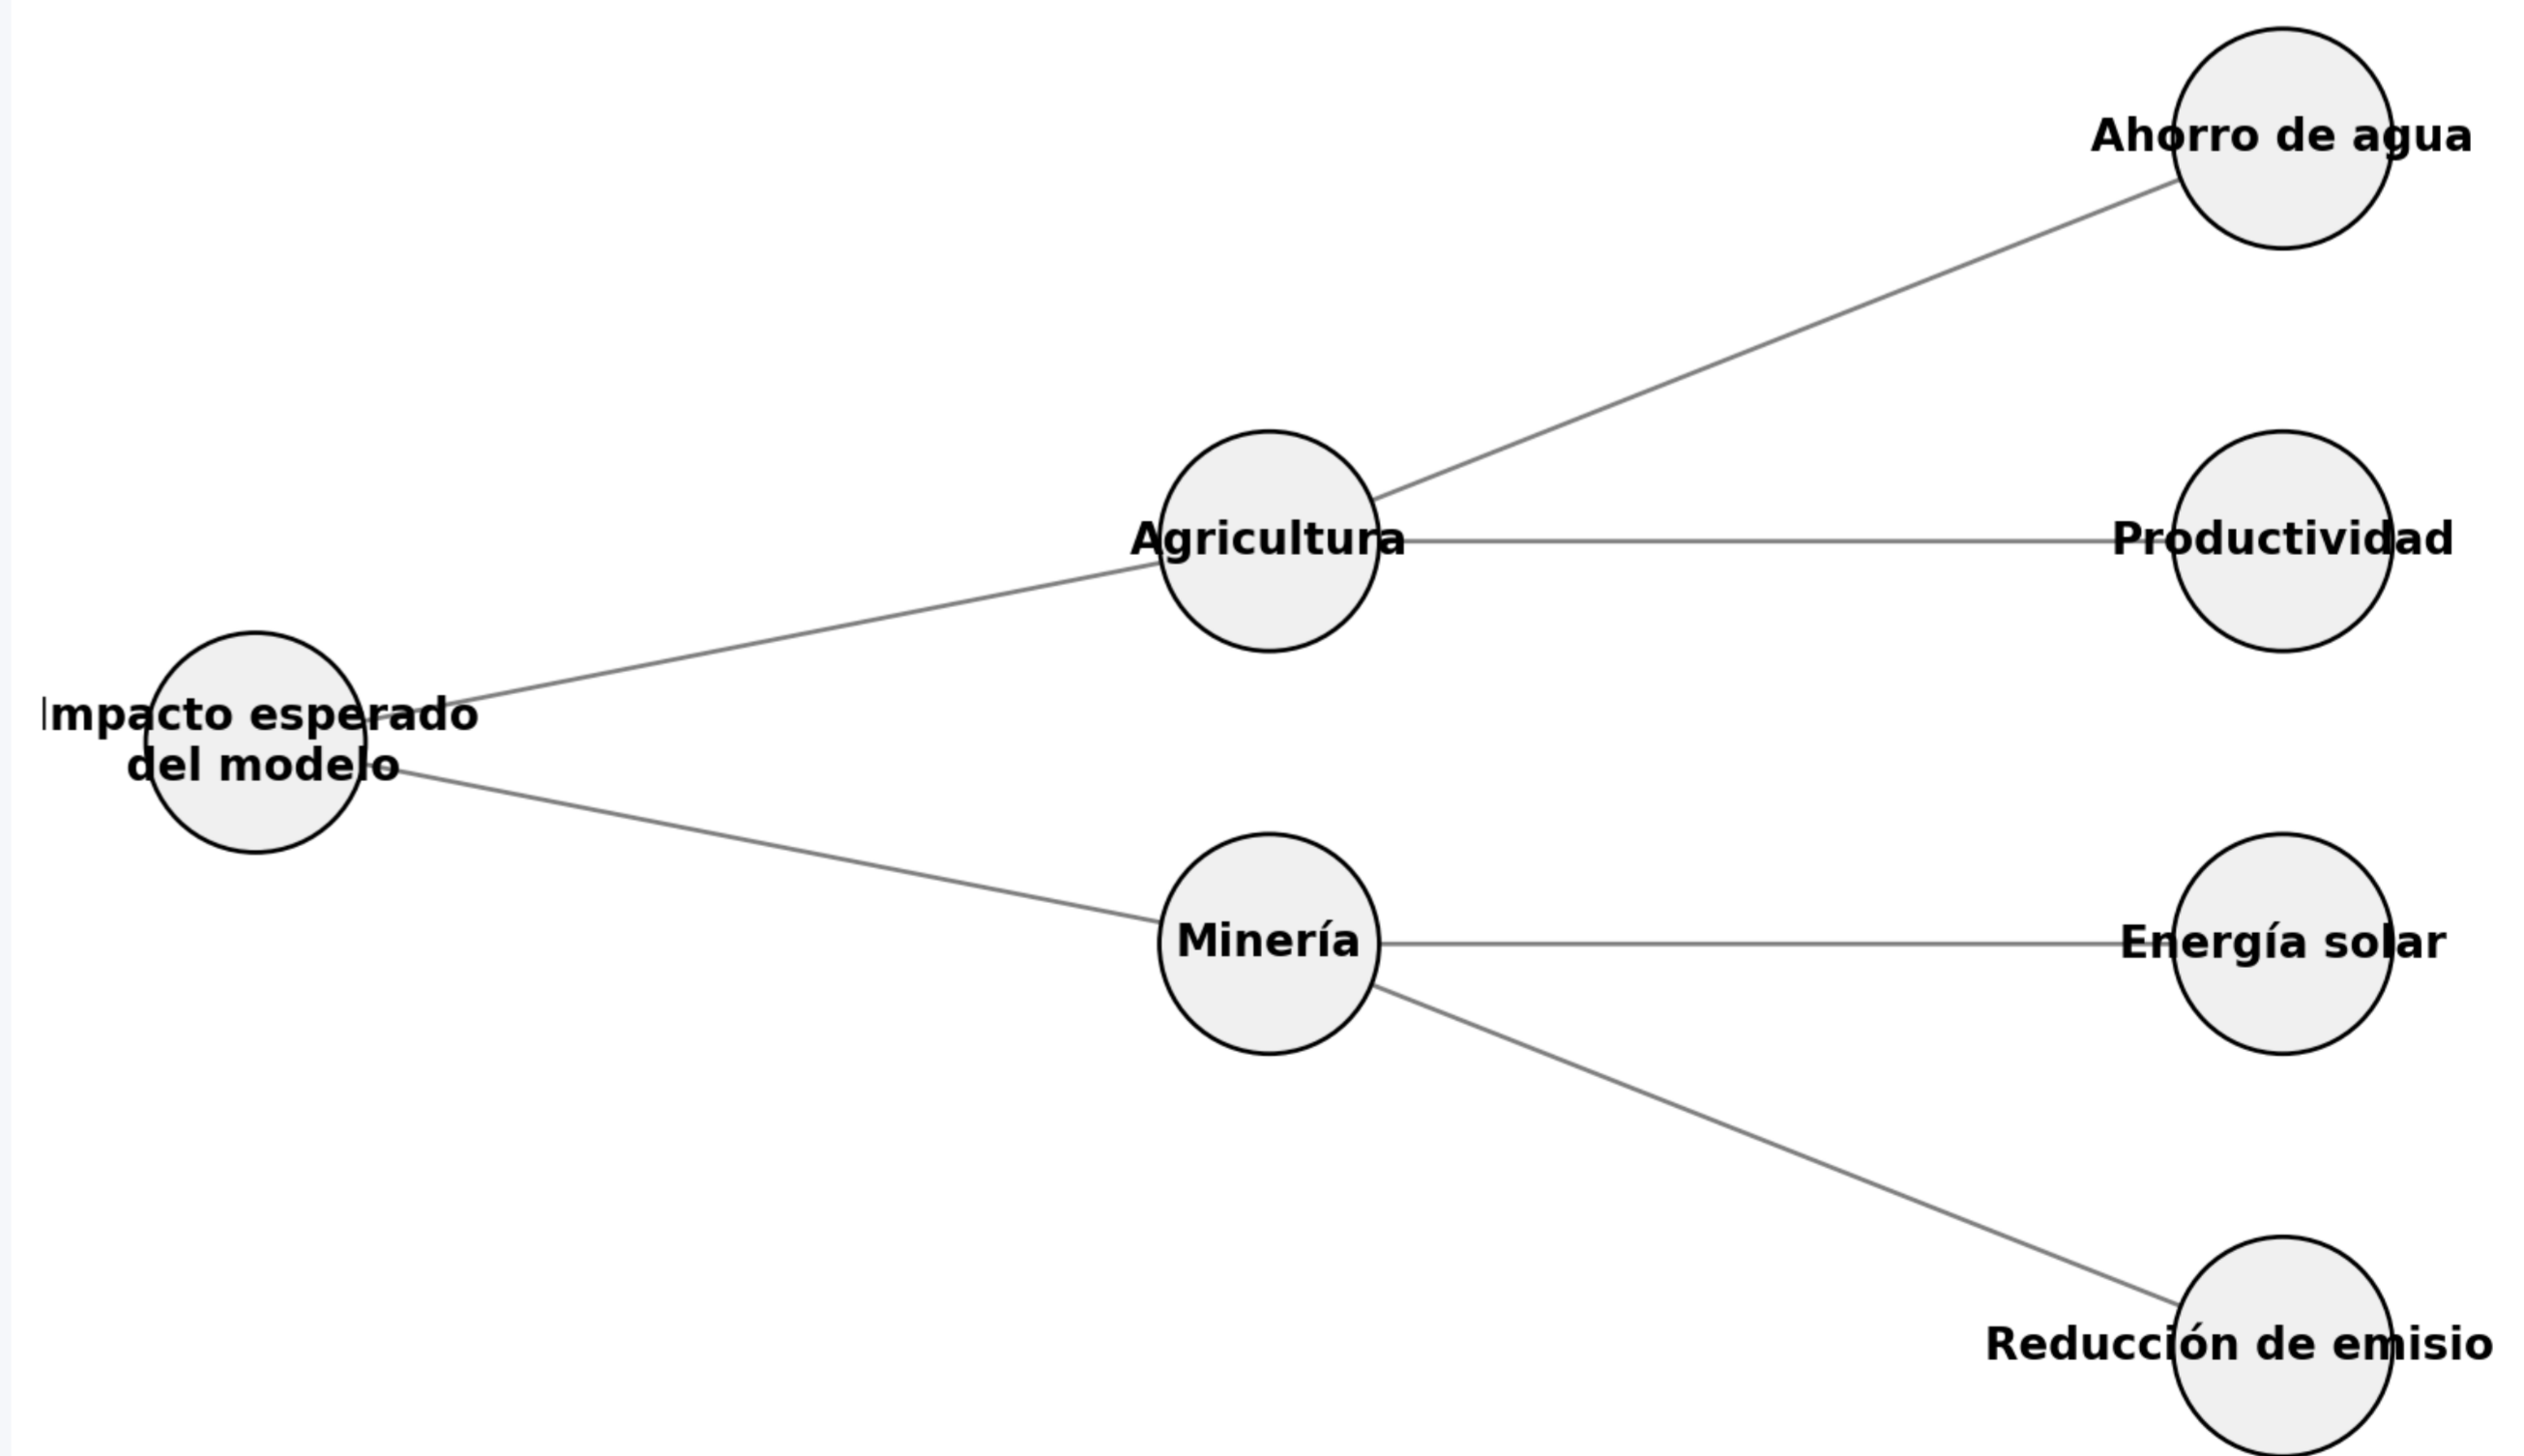 Impacto esperado
del modelo
Agricultura
Minería
Ahorro de agua
Productividad
Energía solar
Reducción de emisio